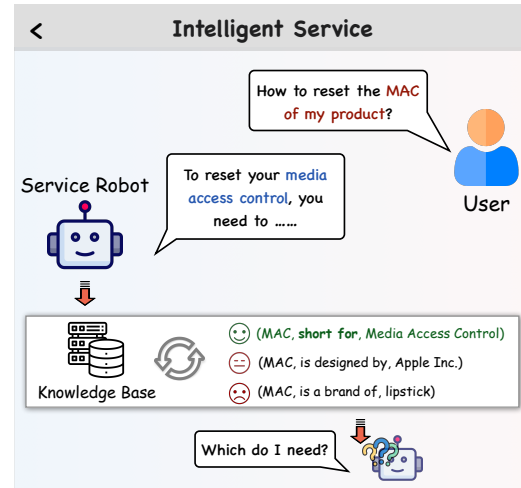 Intelligent Service
How to reset the MAC
of my product?
User
Service Robot
To reset your media
access control, you
need to ......
Knowledge Base
(MAC, short for, Media Access Control)
(MAC, is designed by, Apple Inc.)
(MAC, is a brand of, lipstick)
Which do I need?